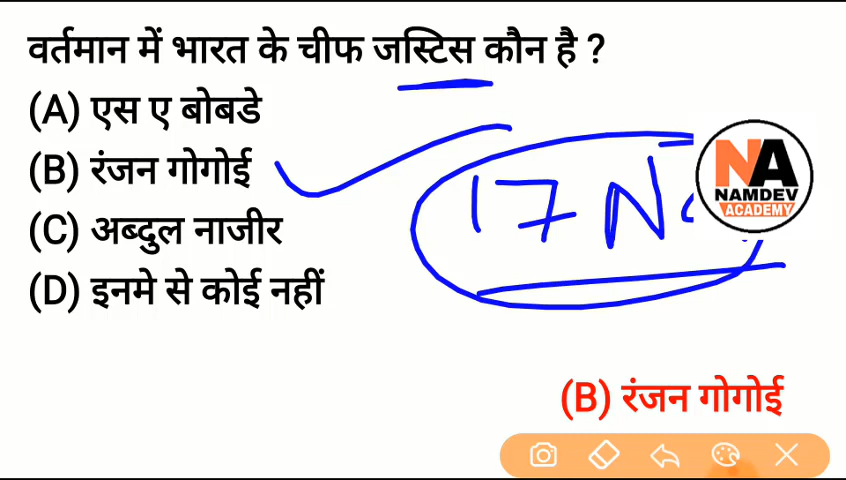 वर्तमान में भारत के चीफ जस्टिस कौन है ?
(A) एस ए बोबडे
(B) रंजन गोगोई
(C) अब्दुल नाजीर
(D) इनमे से कोई नहीं
17
NA
NAMDEV
ACADEMY
(B) रंजन गोगोई